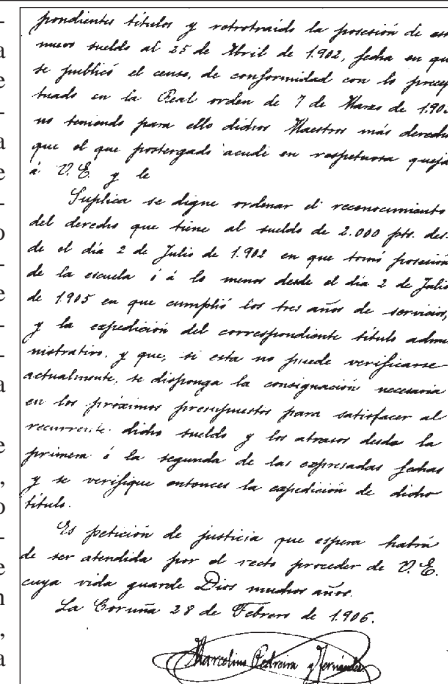 pondientes títulos y retrotraido la posesión de ese
nuevo sueldo al 25 de Abril de 1.902, fecha en que
se publicó el censo, de conformidad con lo precep
tuado en la Real orden de 7 de Marzo de 1902
no teniendo para ello dichos Maestros más derecho
que el que postergado acude en respetuosa queja
á V.E. y le
Suplica se digne ordenar el reconocimiento
del derecho que tiene al sueldo de 2.000 pts. des-
de el día 2 de Julio de 1.902 en que tomó posesión
de la escuela ó á lo menos desde el día 2 de Julio
de 1905 en que cumplió los tres años de servicios,
y la expedición del correspondiente título admi
nistrativo, y que, si esta no puede verificarse
actualmente, se disponga la consignación necesaria
en los próximos presupuestos para satisfacer al
recurrente dicho sueldo y los atrasos desde la
primera ó la segunda de las expresadas fechas
y se verifique entonces la expedición de dicho
título.
Es petición de justicia que espera habrá
de ser atendida por el recto proceder de V.E.
cuya vida guarde Dios muchos años.
La Coruña 28 de Febrero de 1.906.
Marcelino Pedreira y Fernández